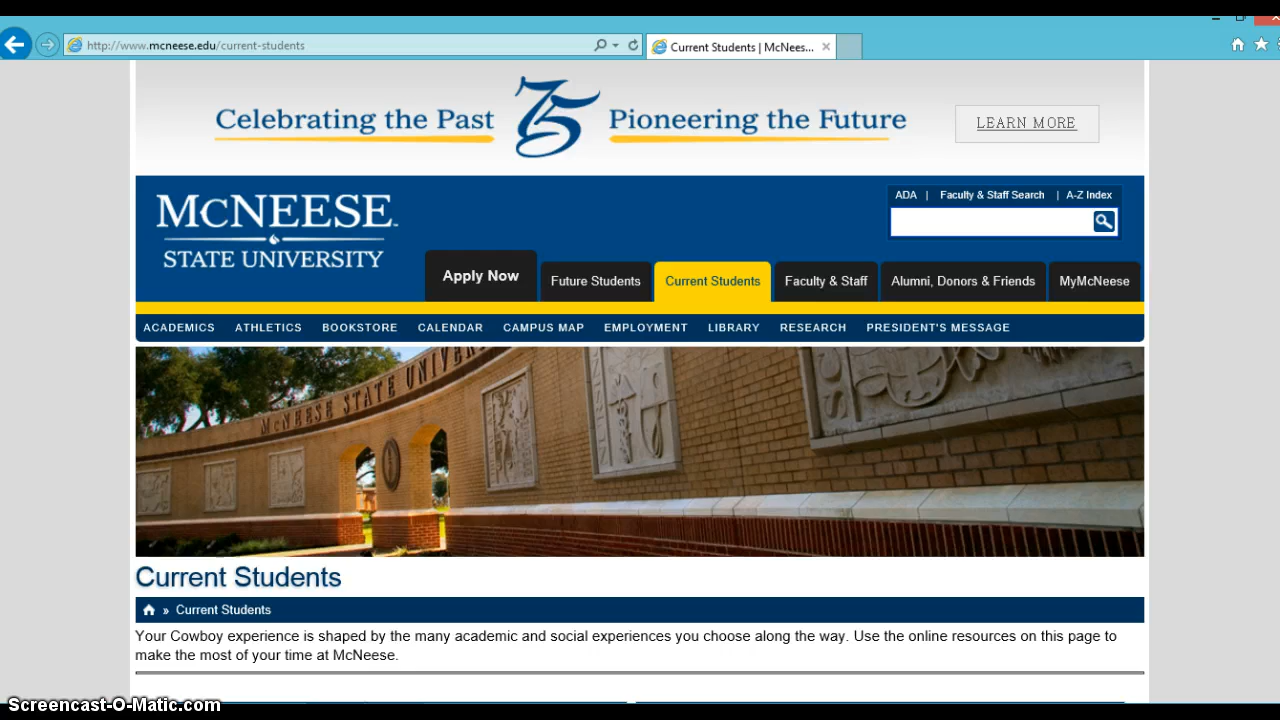 http://www.mcneese.edu/current-students
Current Students | McNees...
Celebrating the Past 75 Pioneering the Future
LEARN MORE
ADA | Faculty & Staff Search | A-Z Index
McNEESE
STATE UNIVERSITY
Apply Now Future Students Current Students Faculty & Staff Alumni, Donors & Friends MyMcNeese
ACADEMICS ATHLETICS BOOKSTORE CALENDAR CAMPUS MAP EMPLOYMENT LIBRARY RESEARCH PRESIDENT'S MESSAGE
McNEESE STATE UNIVER
Current Students
» Current Students
Your Cowboy experience is shaped by the many academic and social experiences you choose along the way. Use the online resources on this page to
make the most of your time at McNeese.
Screencast-O-Matic.com